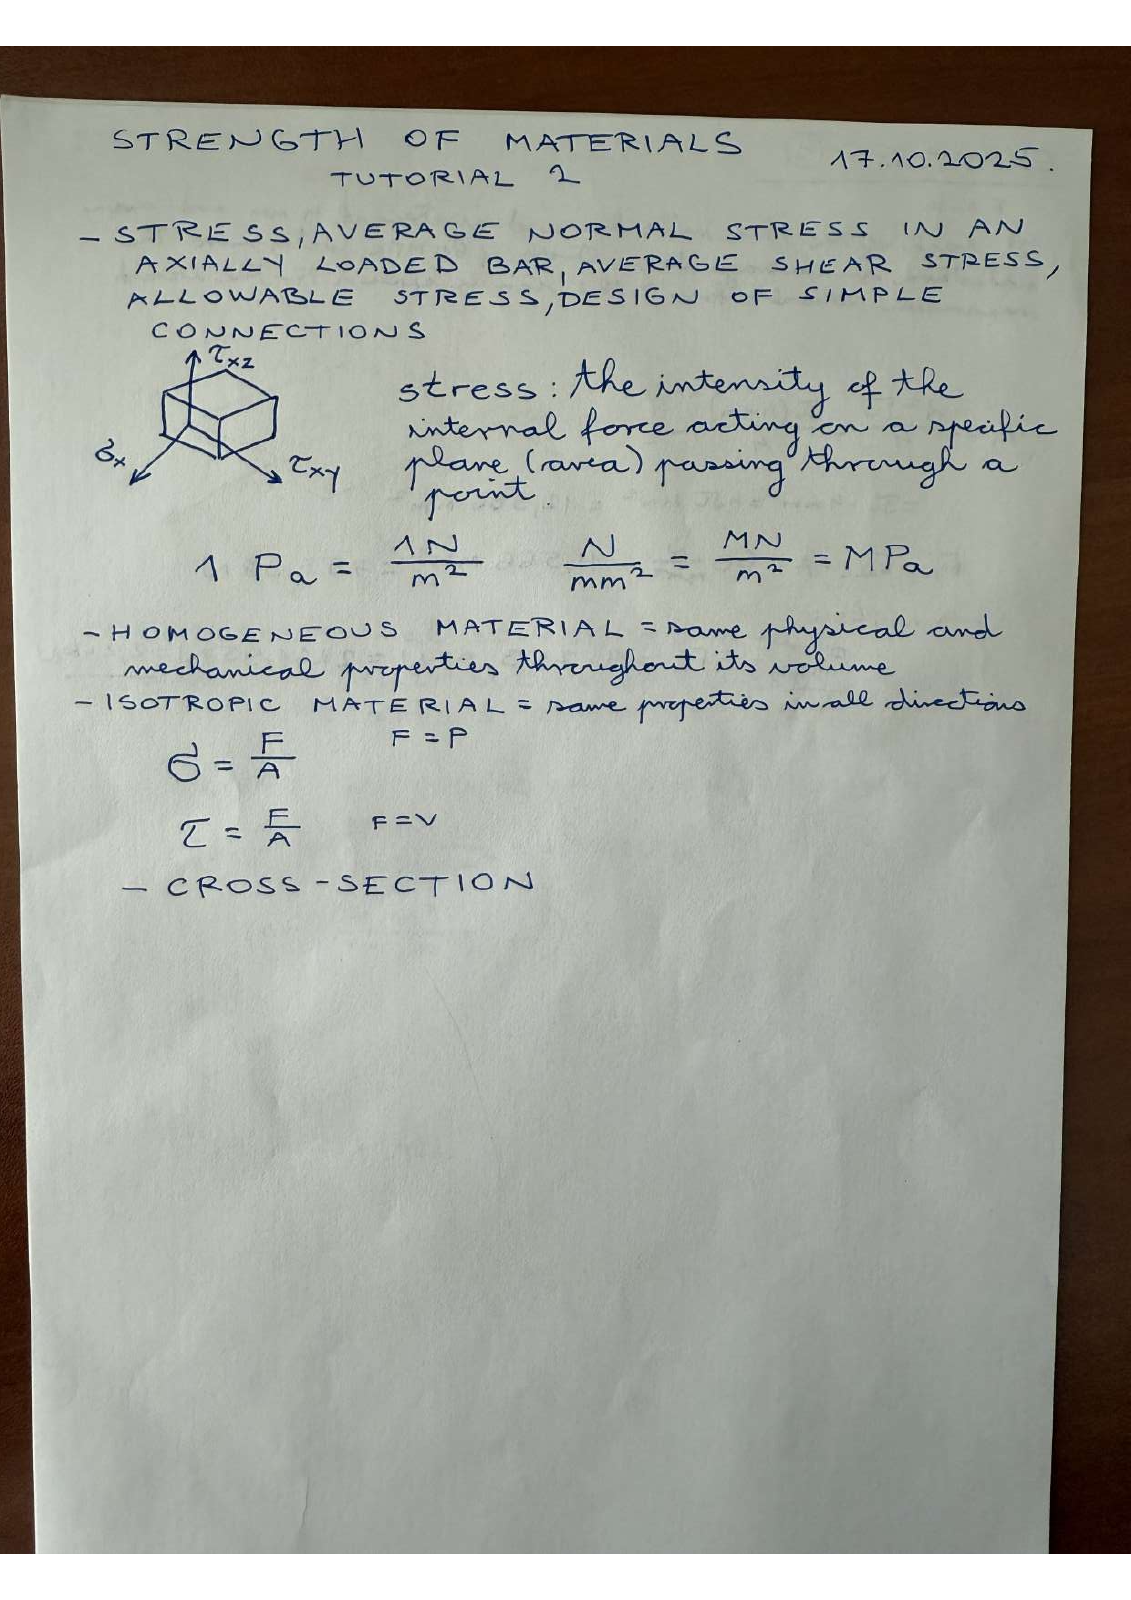 STRENGTH OF MATERIALS
17.10.2025.
TUTORIAL 2
- STRESS, AVERAGE NORMAL STRESS IN AN
AXIALLY LOADED BAR, AVERAGE SHEAR STRESS,
ALLOWABLE STRESS, DESIGN OF SIMPLE
CONNECTIONS
τxz
σx
τxy
stress: the intensity of the
internal force acting on a specific
plane (area) passing through a
point.
1 Pa = 1N/m² N/mm² = MN/m² = MPa
- HOMOGENEOUS MATERIAL = same physical and
mechanical properties throughout its volume
- ISOTROPIC MATERIAL = same properties in all directions
σ = F/A F = P
τ = F/A F = V
- CROSS-SECTION